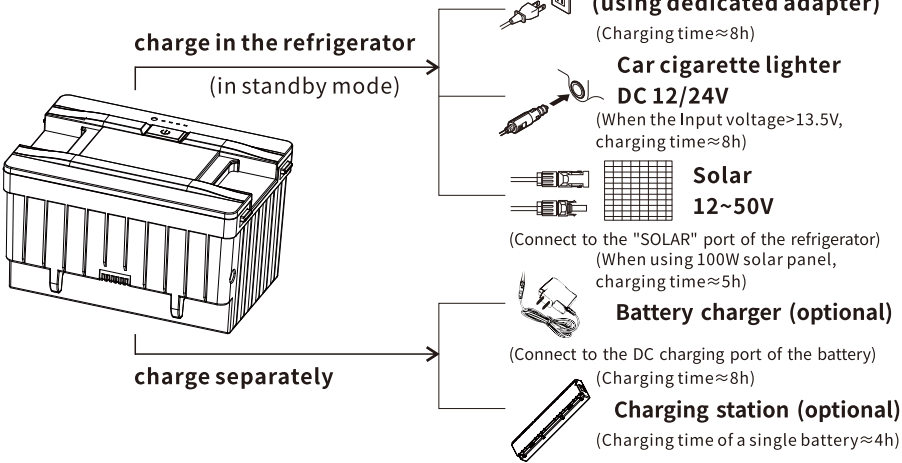 (using dedicated adapter)
(Charging time≈8h)
charge in the refrigerator
(in standby mode)
Car cigarette lighter
DC 12/24V
(When the Input voltage>13.5V,
charging time≈8h)
Solar
12~50V
(Connect to the "SOLAR" port of the refrigerator)
(When using 100W solar panel,
charging time≈5h)
Battery charger (optional)
(Connect to the DC charging port of the battery)
(Charging time≈8h)
charge separately
Charging station (optional)
(Charging time of a single battery≈4h)